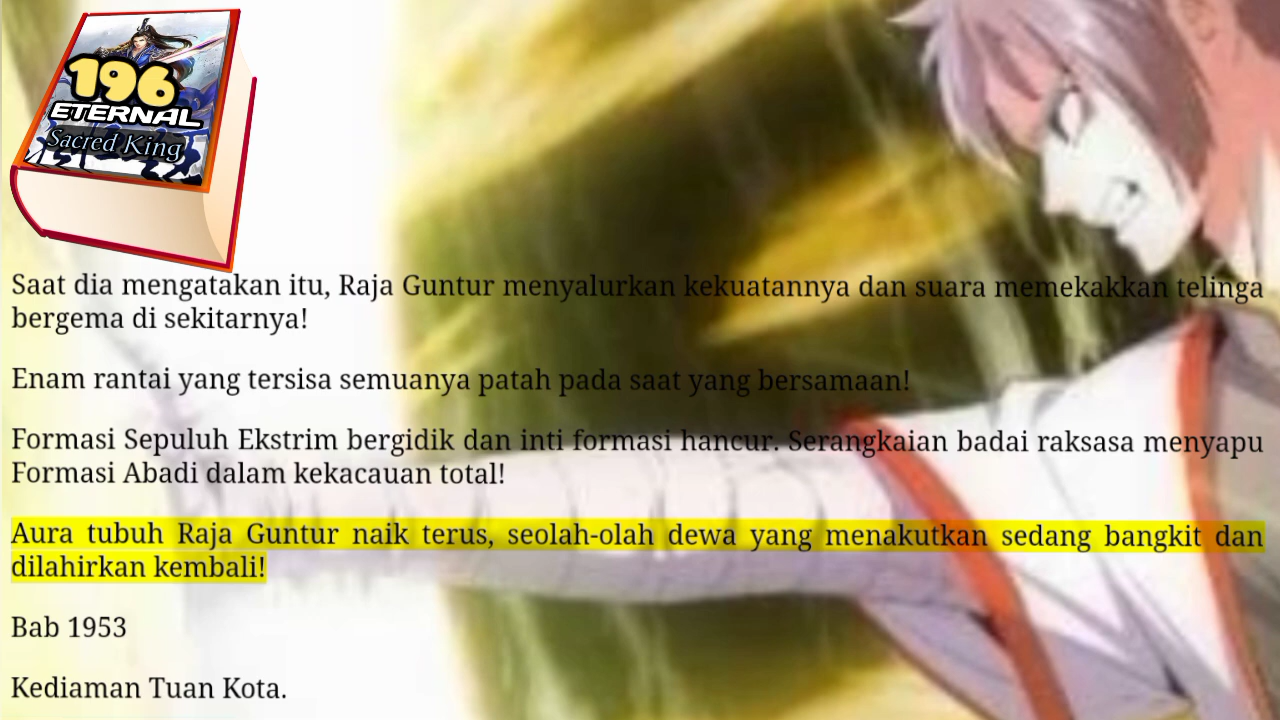 196
ETERNAL
Sacred King
Saat dia mengatakan itu, Raja Guntur menyalurkan kekuatannya dan suara memekakkan telinga
bergema di sekitarnya!
Enam rantai yang tersisa semuanya patah pada saat yang bersamaan!
Formasi Sepuluh Ekstrim bergidik dan inti formasi hancur. Serangkaian badai raksasa menyapu
Formasi Abadi dalam kekacauan total!
Aura tubuh Raja Guntur naik terus, seolah-olah dewa yang menakutkan sedang bangkit dan
dilahirkan kembali!
Bab 1953
Kediaman Tuan Kota.